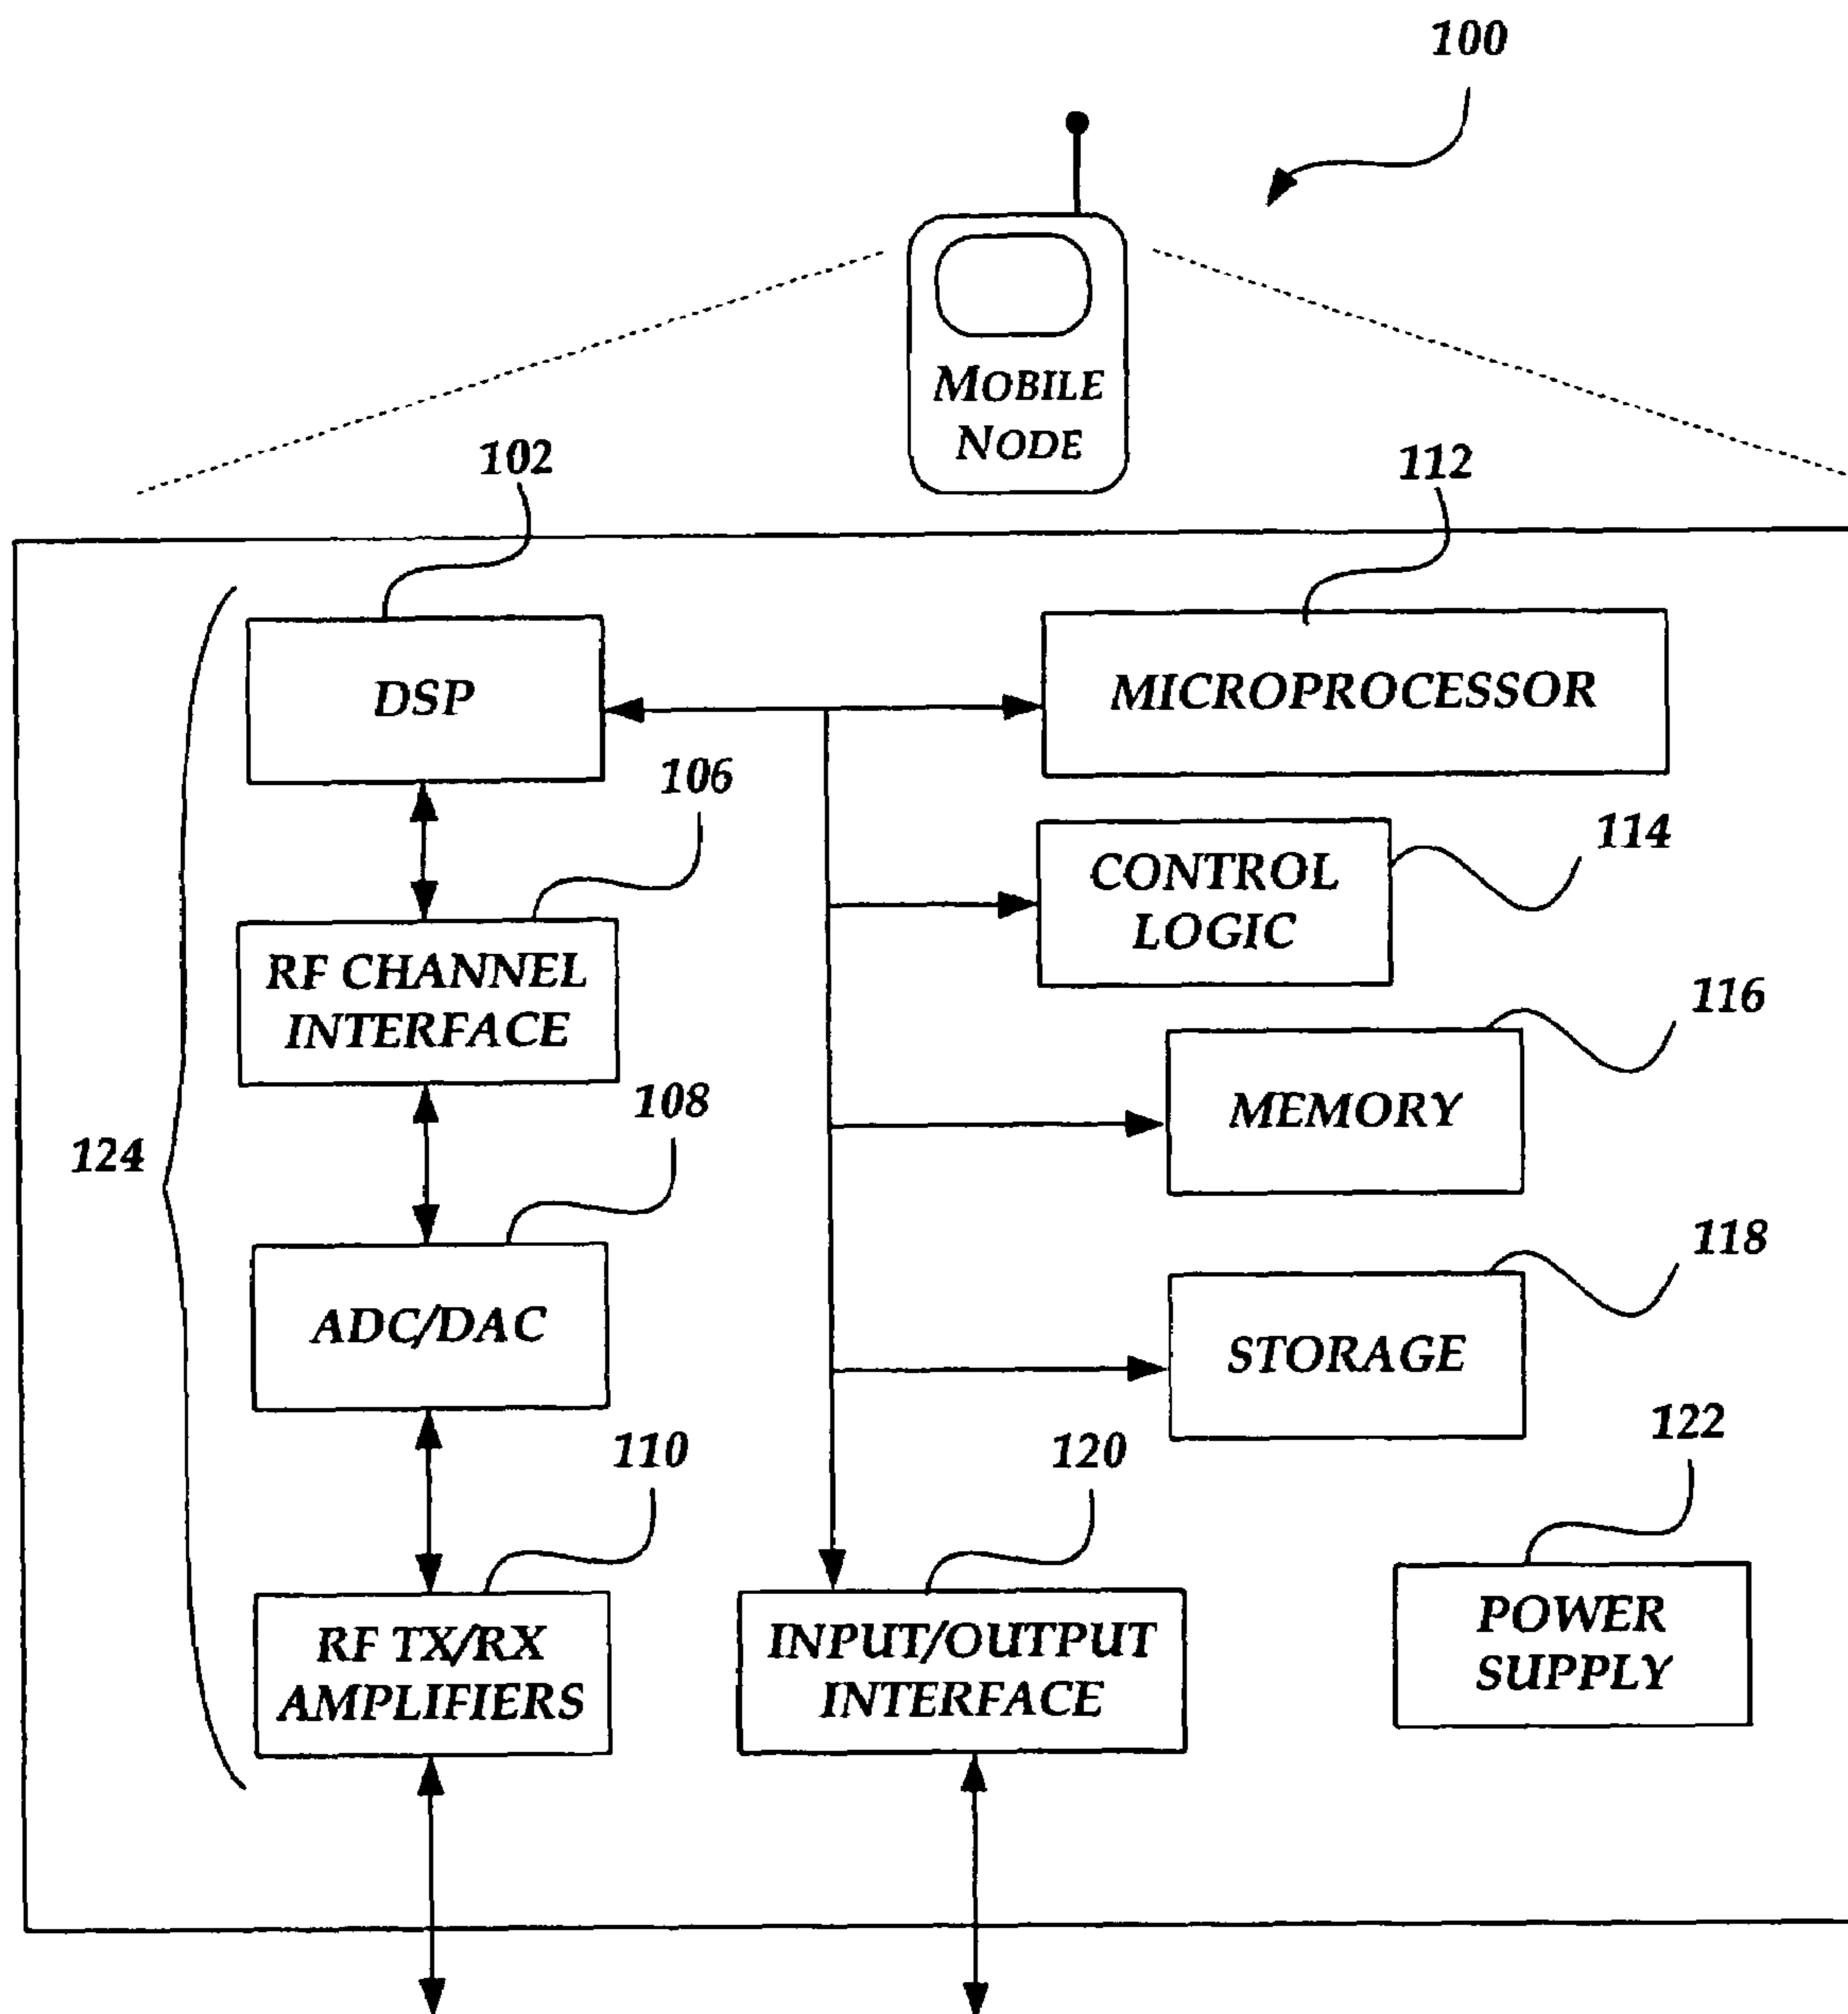 100
MOBILE
NODE
102
112
DSP
MICROPROCESSOR
106
114
CONTROL
LOGIC
RF CHANNEL
INTERFACE
116
MEMORY
108
124
118
ADC/DAC
STORAGE
122
110
120
RF TX/RX
AMPLIFIERS
INPUT/OUTPUT
INTERFACE
POWER
SUPPLY